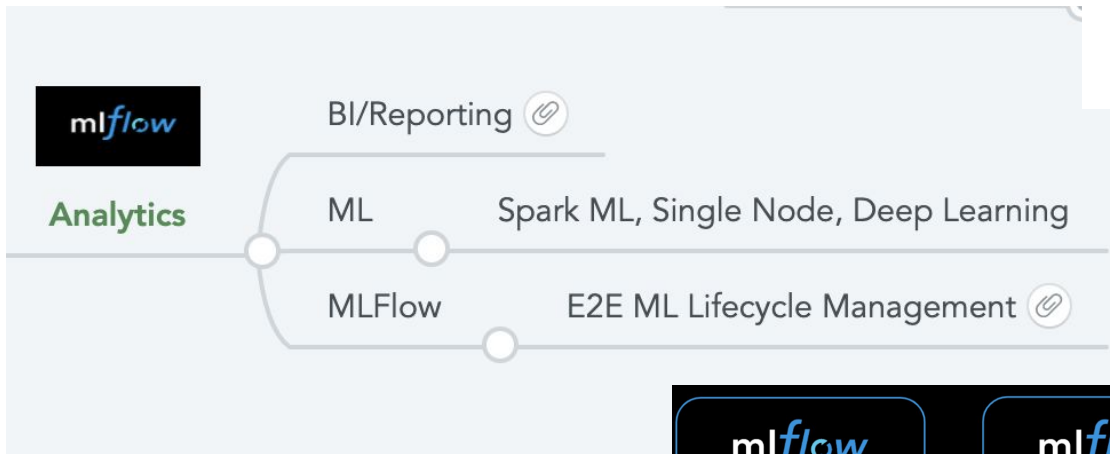 mlflow
BI/Reporting
Analytics
ML Spark ML, Single Node, Deep Learning
MLFlow E2E ML Lifecycle Management
mlflow